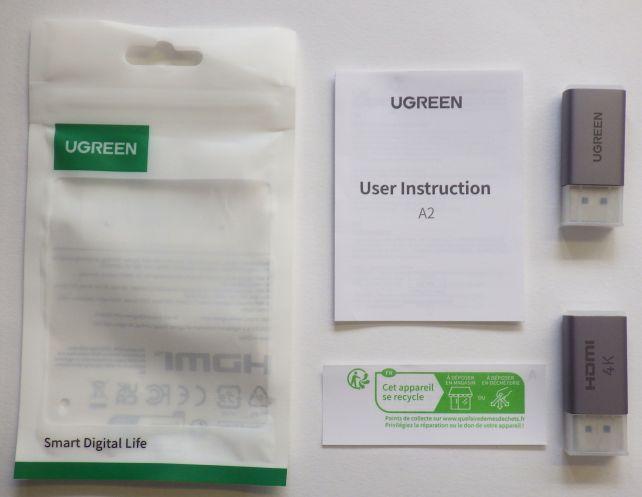 UGREEN
HDMI
Smart Digital Life
UGREEN
User Instruction
A2
FR
Cet appareil
se recycle
À DÉPOSER
EN MAGASIN
OU
À DÉPOSER
EN DÉCHÈTERIE
Points de collecte sur www.quefairedemesdechets.fr
Privilégiez la réparation ou le don de votre appareil !
UGREEN
HDMI
4K